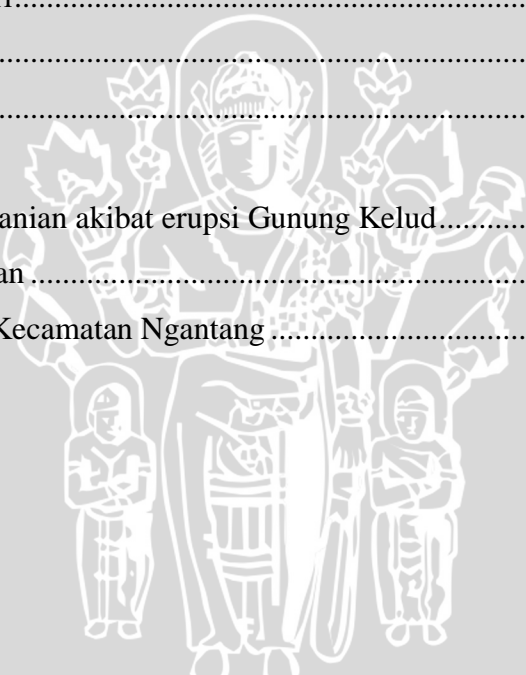 .................................................................
.................................................................
.................................................................
anian akibat erupsi Gunung Kelud...........
an .................................................................
Kecamatan Ngantang ................................